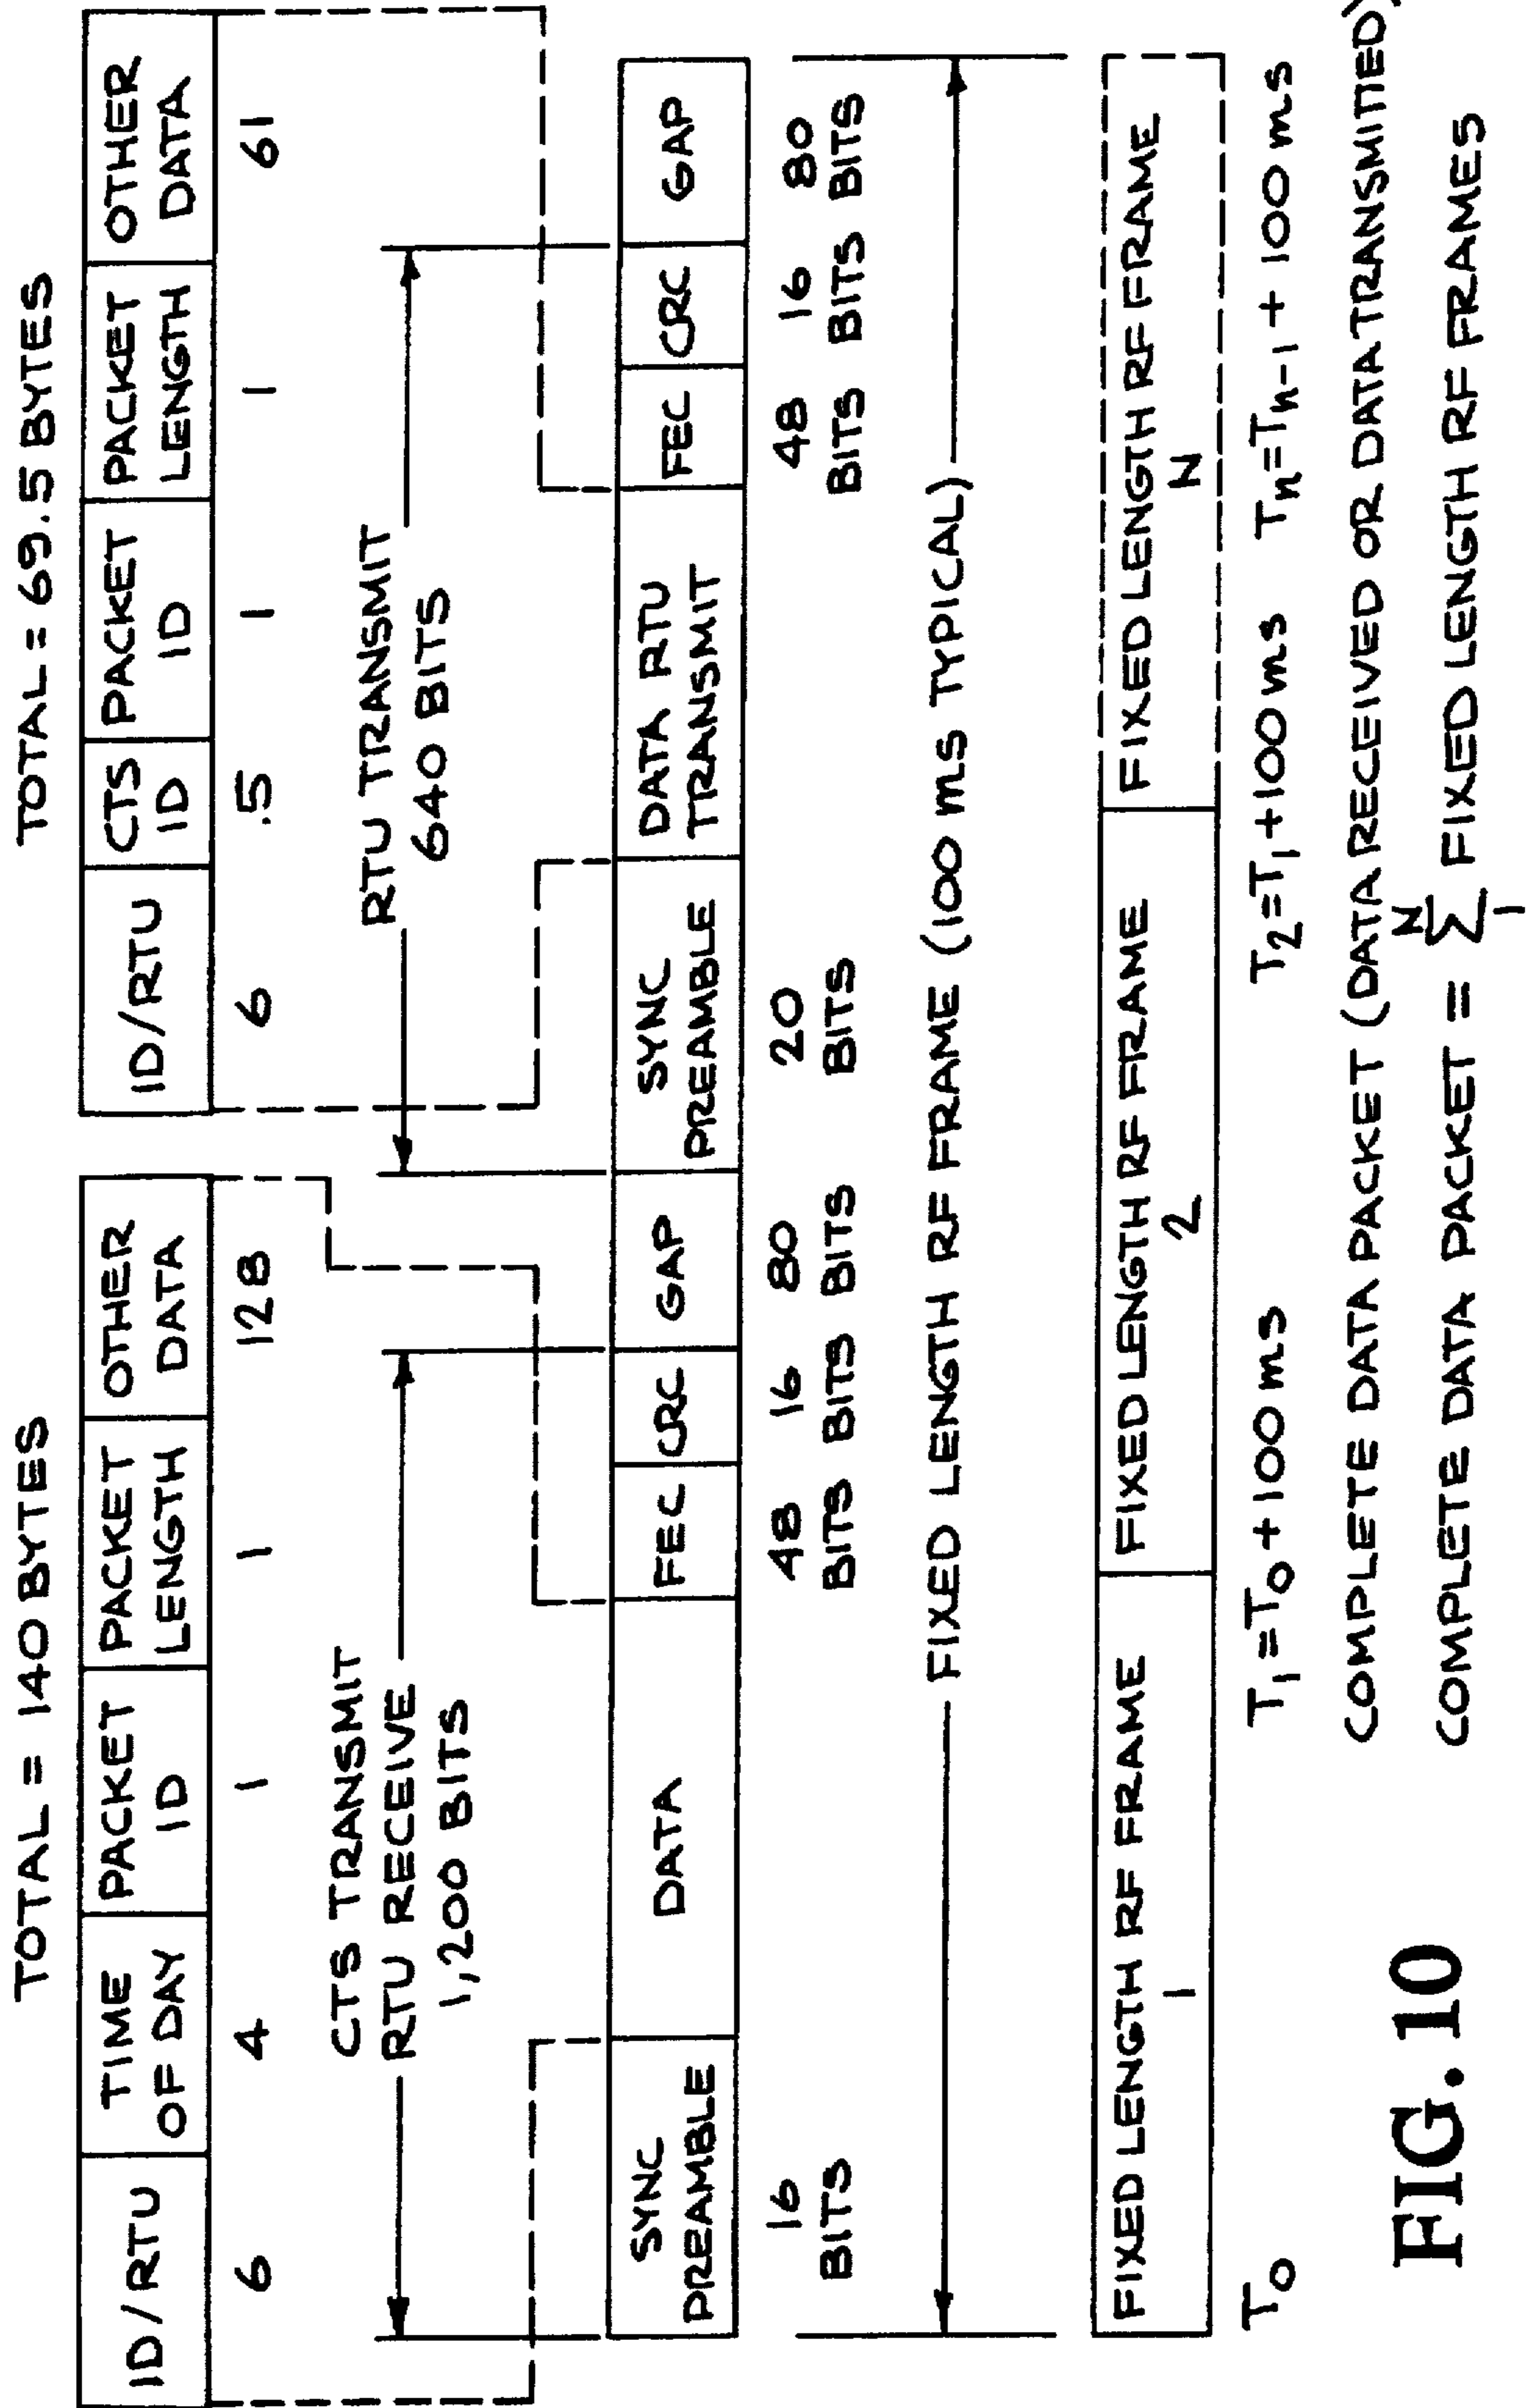 TOTAL = 140 BYTES
ID/RTU
TIME
OF DAY
PACKET
ID
PACKET
LENGTH
OTHER
DATA
6
4
1
1
128
TOTAL = 69.5 BYTES
ID/RTU
CTS
ID
PACKET
ID
PACKET
LENGTH
OTHER
DATA
6
.5
1
1
61
CTS TRANSMIT
RTU RECEIVE
1,200 BITS
RTU TRANSMIT
640 BITS
SYNC
PREAMBLE
DATA
FEC
CRC
GAP
SYNC
PREAMBLE
DATA RTU
TRANSMIT
FEC
CRC
GAP
16
BITS
48
BITS
16
BITS
80
BITS
20
BITS
48
BITS
16
BITS
80
BITS
FIXED LENGTH RF FRAME (100 ms TYPICAL)
FIXED LENGTH RF FRAME
1
FIXED LENGTH RF FRAME
2
FIXED LENGTH RF FRAME
N
T0
T1=T0+100 ms
T2=T1+100 ms
Tn=Tn-1+100 ms
COMPLETE DATA PACKET (DATA RECEIVED OR DATA TRANSMITTED)
N
COMPLETE DATA PACKET = Σ FIXED LENGTH RF FRAMES
1
FIG. 10